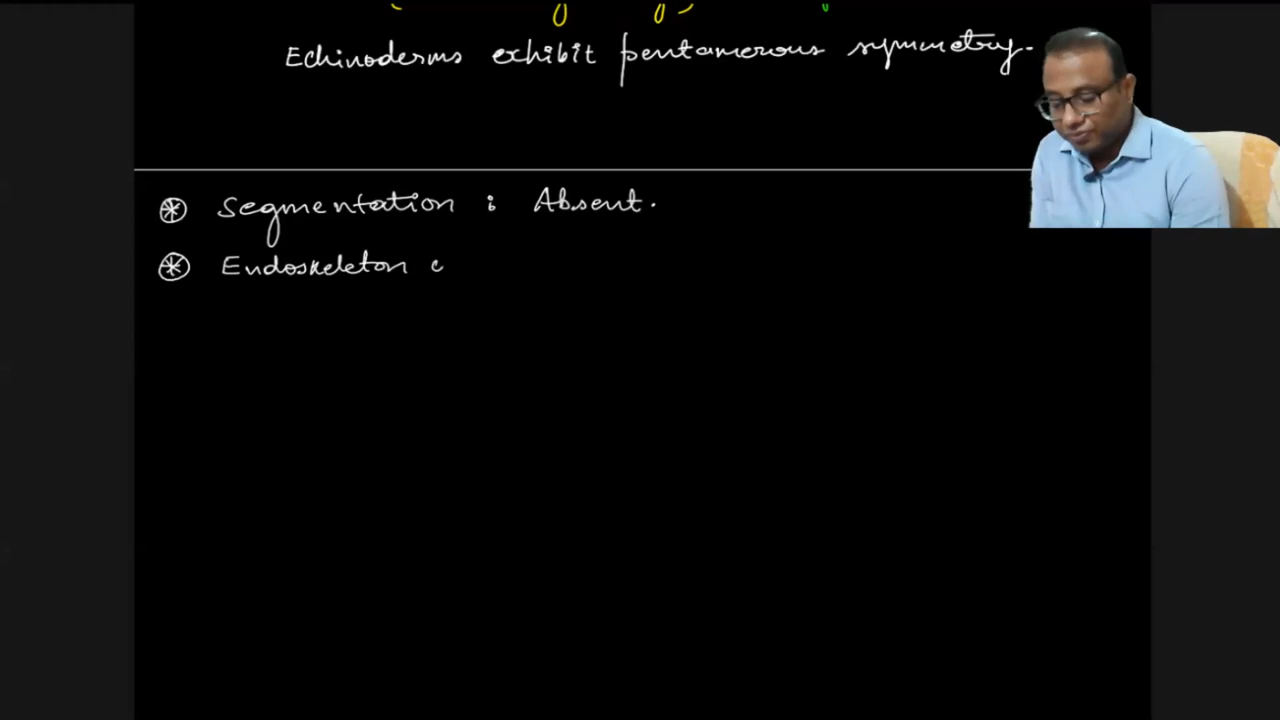 Echinoderms exhibit pentamerous symmetry.
Segmentation : Absent.
Endoskeleton